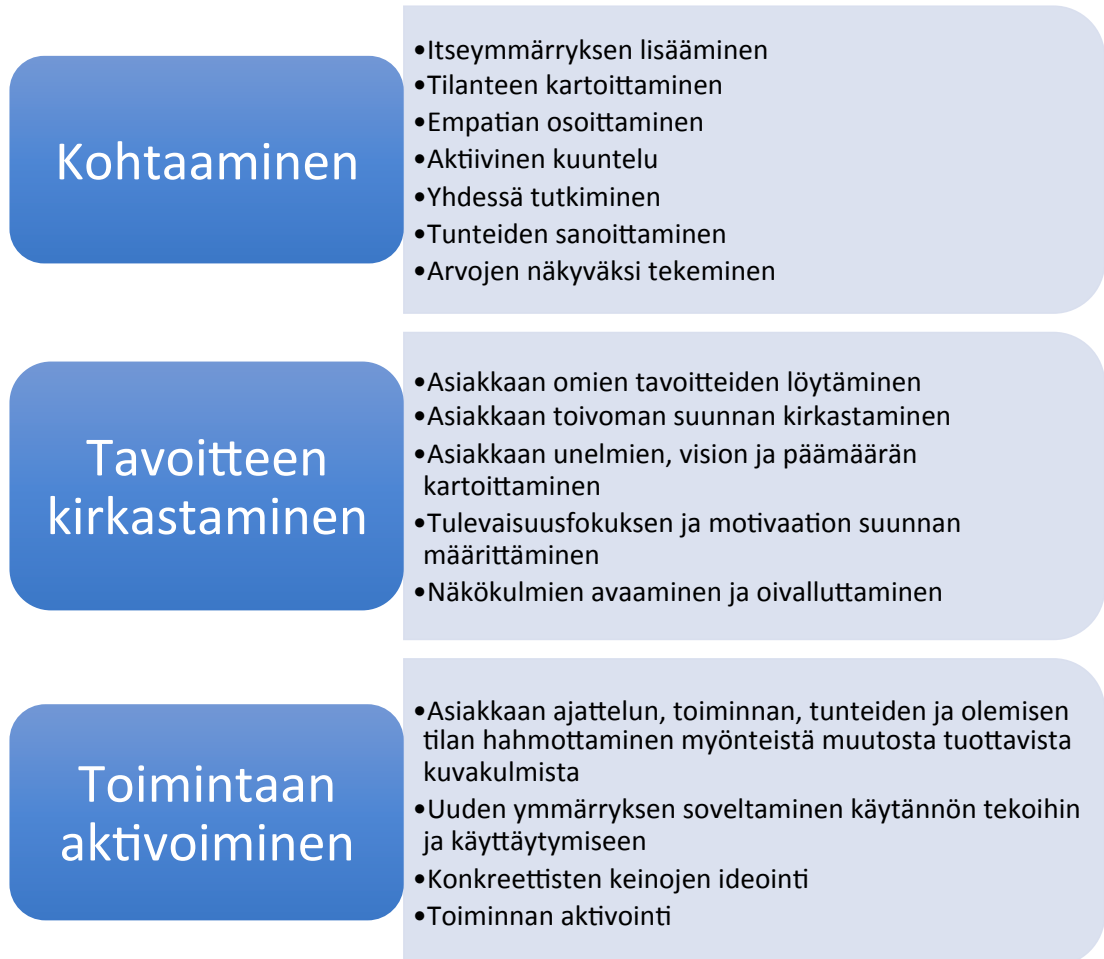 Kohtaaminen
•Itseymmärryksen lisääminen
•Tilanteen kartoittaminen
•Empatian osoittaminen
•Aktiivinen kuuntelu
•Yhdessä tutkiminen
•Tunteiden sanoittaminen
•Arvojen näkyväksi tekeminen
Tavoitteen
kirkastaminen
•Asiakkaan omien tavoitteiden löytäminen
•Asiakkaan toivoman suunnan kirkastaminen
•Asiakkaan unelmien, vision ja päämäärän
kartoittaminen
•Tulevaisuusfokuksen ja motivaation suunnan
määrittäminen
•Näkökulmien avaaminen ja oivalluttaminen
Toimintaan
aktivoiminen
•Asiakkaan ajattelun, toiminnan, tunteiden ja olemisen
tilan hahmottaminen myönteistä muutosta tuottavista
kuvakulmista
•Uuden ymmärryksen soveltaminen käytännön tekoihin
ja käyttäytymiseen
•Konkreettisten keinojen ideointi
•Toiminnan aktivointi